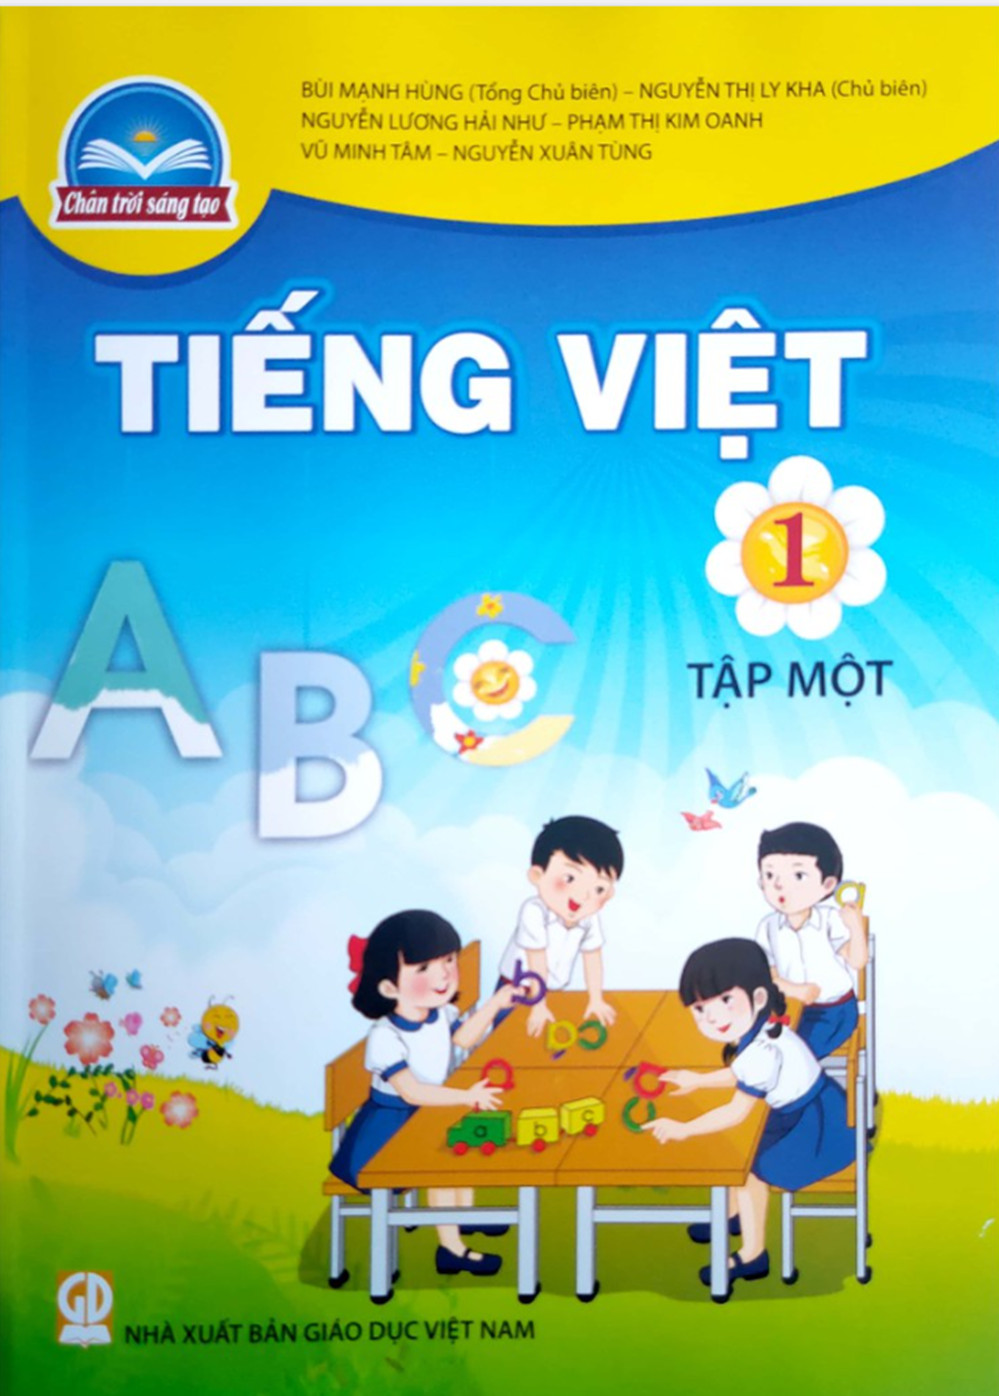 BÙI MẠNH HÙNG (Tổng Chủ biên) – NGUYỄN THỊ LY KHA (Chủ biên)
NGUYỄN LƯƠNG HẢI NHƯ – PHẠM THỊ KIM OANH
VŨ MINH TÂM – NGUYỄN XUÂN TÙNG
Chân trời sáng tạo
TIẾNG VIỆT
1
TẬP MỘT
A B C
a b c
GD
NHÀ XUẤT BẢN GIÁO DỤC VIỆT NAM